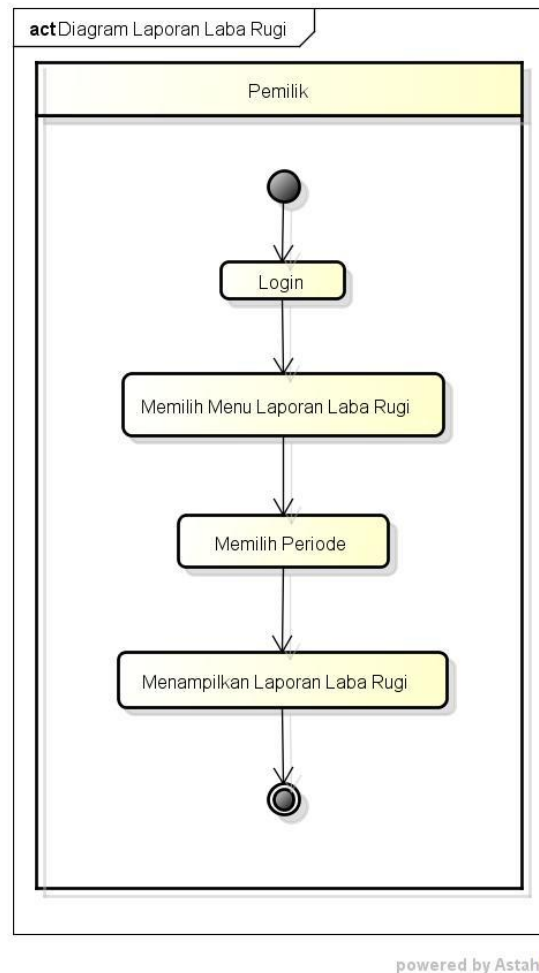 act Diagram Laporan Laba Rugi
Pemilik
Login
Memilih Menu Laporan Laba Rugi
Memilih Periode
Menampilkan Laporan Laba Rugi
powered by Astah